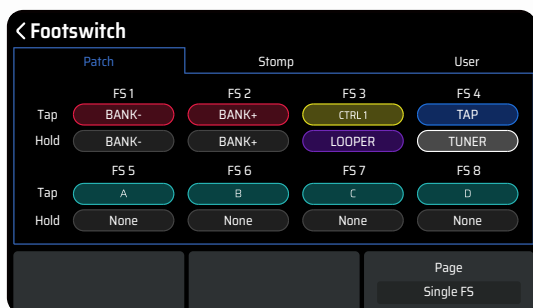 < Footswitch
Patch Stomp User
FS 1 FS 2 FS 3 FS 4
Tap BANK- BANK+ CTRL 1 TAP
Hold BANK- BANK+ LOOPER TUNER
FS 5 FS 6 FS 7 FS 8
Tap A B C D
Hold None None None None
Page
Single FS